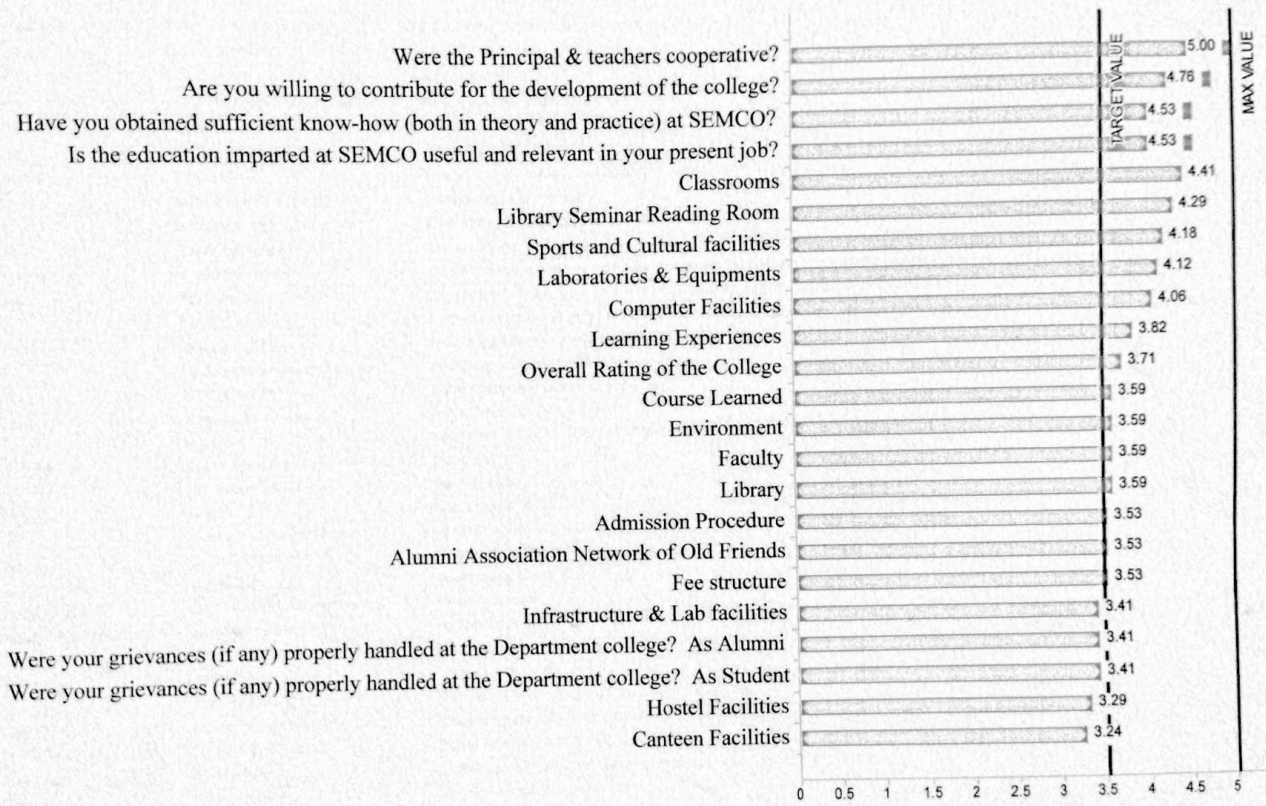 Were the Principal & teachers cooperative? 5.00
Are you willing to contribute for the development of the college? 4.76
Have you obtained sufficient know-how (both in theory and practice) at SEMCO? 4.53
Is the education imparted at SEMCO useful and relevant in your present job? 4.53
Classrooms 4.41
Library Seminar Reading Room 4.29
Sports and Cultural facilities 4.18
Laboratories & Equipments 4.12
Computer Facilities 4.06
Learning Experiences 3.82
Overall Rating of the College 3.71
Course Learned 3.59
Environment 3.59
Faculty 3.59
Library 3.59
Admission Procedure 3.53
Alumni Association Network of Old Friends 3.53
Fee structure 3.53
Infrastructure & Lab facilities 3.41
Were your grievances (if any) properly handled at the Department college? As Alumni 3.41
Were your grievances (if any) properly handled at the Department college? As Student 3.41
Hostel Facilities 3.29
Canteen Facilities 3.24
0 0.5 1 1.5 2 2.5 3 3.5 4 4.5 5
TARGET VALUE
MAX VALUE